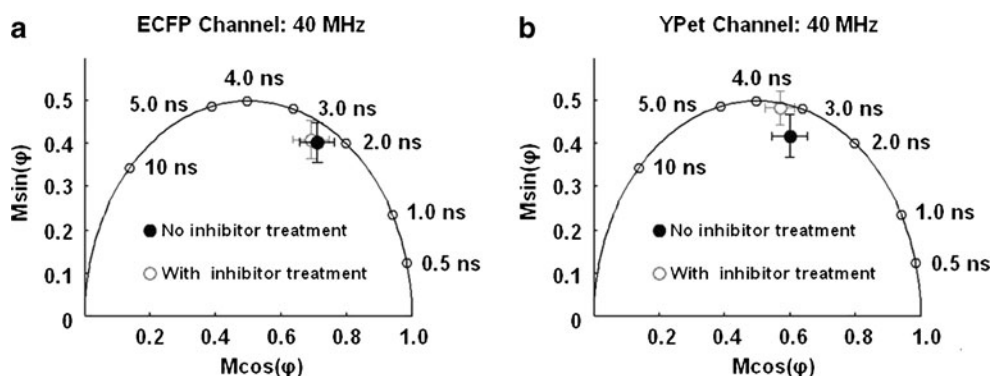 a
ECFP Channel: 40 MHz
Msin(φ)
0.5
0.4
0.3
0.2
0.1
0
4.0 ns
5.0 ns
3.0 ns
2.0 ns
10 ns
1.0 ns
0.5 ns
No inhibitor treatment
With inhibitor treatment
0.2
0.4
0.6
0.8
1.0
Mcos(φ)
b
YPet Channel: 40 MHz
Msin(φ)
0.5
0.4
0.3
0.2
0.1
0
4.0 ns
5.0 ns
3.0 ns
2.0 ns
10 ns
1.0 ns
0.5 ns
No inhibitor treatment
With inhibitor treatment
0.2
0.4
0.6
0.8
1.0
Mcos(φ)